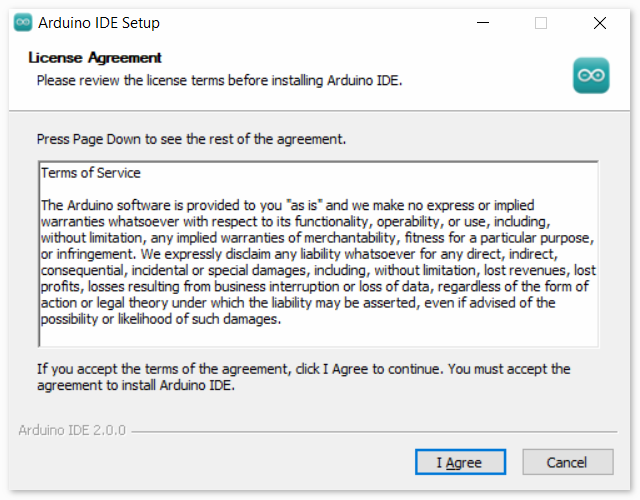 Arduino IDE Setup
License Agreement
Please review the license terms before installing Arduino IDE.
Press Page Down to see the rest of the agreement.
Terms of Service
The Arduino software is provided to you "as is" and we make no express or implied
warranties whatsoever with respect to its functionality, operability, or use, including,
without limitation, any implied warranties of merchantability, fitness for a particular purpose,
or infringement. We expressly disclaim any liability whatsoever for any direct, indirect,
consequential, incidental or special damages, including, without limitation, lost revenues, lost
profits, losses resulting from business interruption or loss of data, regardless of the form of
action or legal theory under which the liability may be asserted, even if advised of the
possibility or likelihood of such damages.
If you accept the terms of the agreement, click I Agree to continue. You must accept the
agreement to install Arduino IDE.
Arduino IDE 2.0.0
I Agree
Cancel